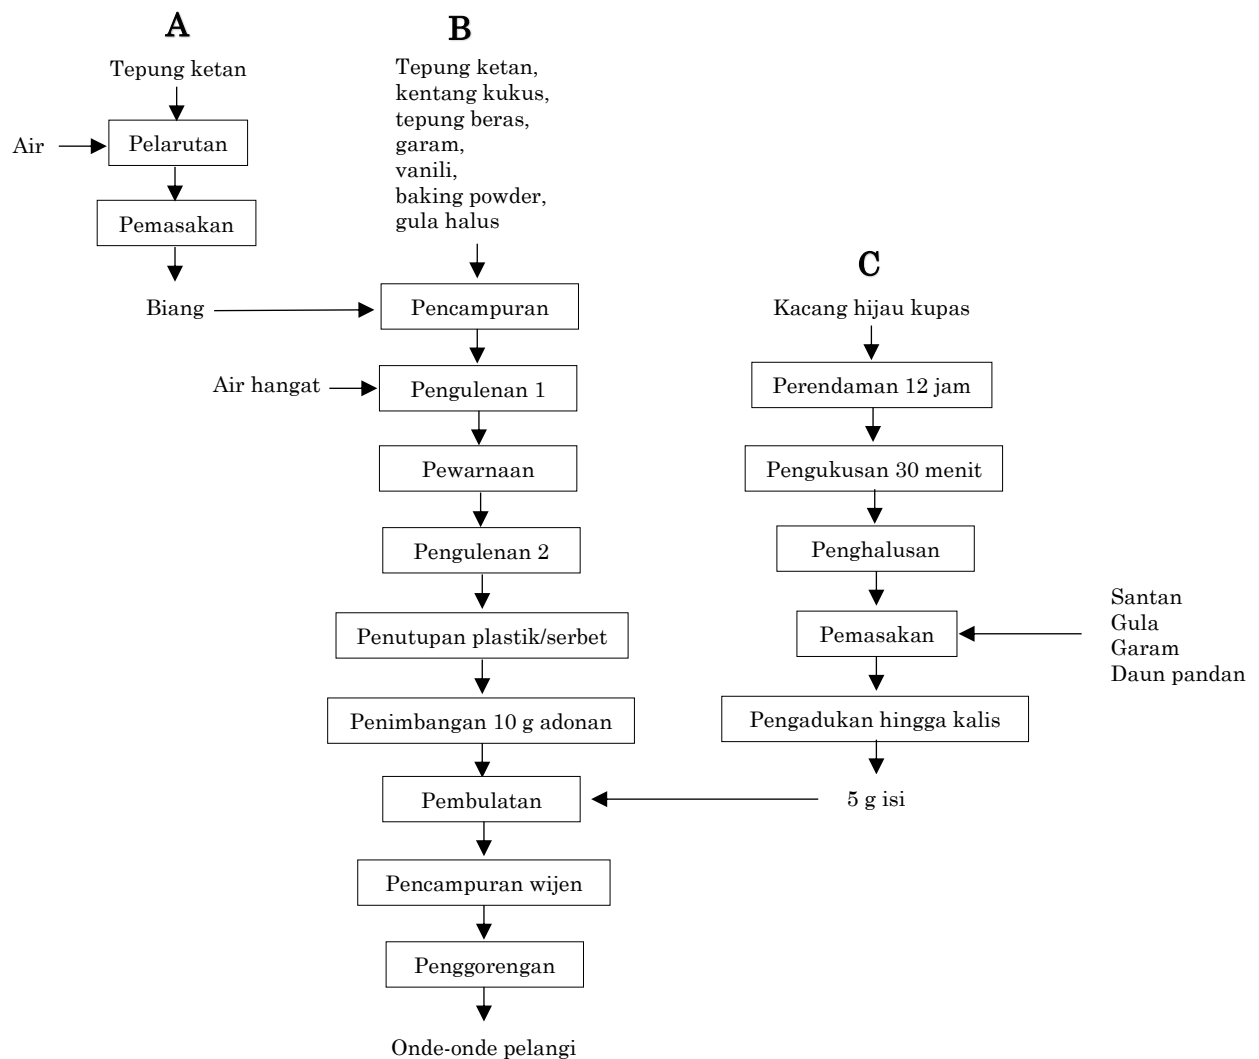 A
Tepung ketan
Air
Pelarutan
Pemasakan
Biang
B
Tepung ketan,
kentang kukus,
tepung beras,
garam,
vanili,
baking powder,
gula halus
Pencampuran
Air hangat
Pengulenan 1
Pewarnaan
Pengulenan 2
Penutupan plastik/serbet
Penimbangan 10 g adonan
Pembulatan
Pencampuran wijen
Penggorengan
Onde-onde pelangi
C
Kacang hijau kupas
Perendaman 12 jam
Pengukusan 30 menit
Penghalusan
Pemasakan
Santan
Gula
Garam
Daun pandan
Pengadukan hingga kalis
5 g isi